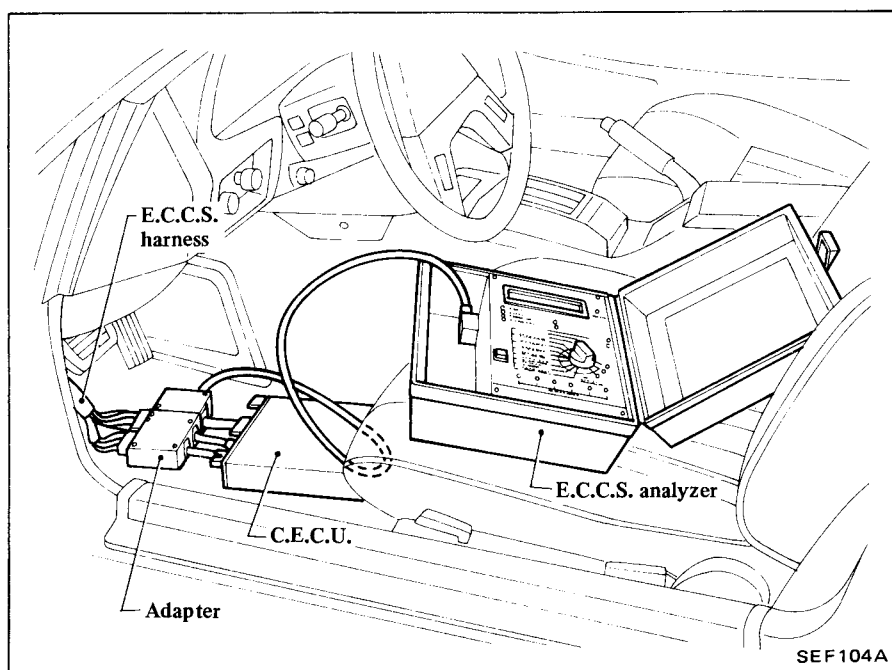 E.C.C.S.
harness
E.C.C.S. analyzer
C.E.C.U.
Adapter
SEF104A